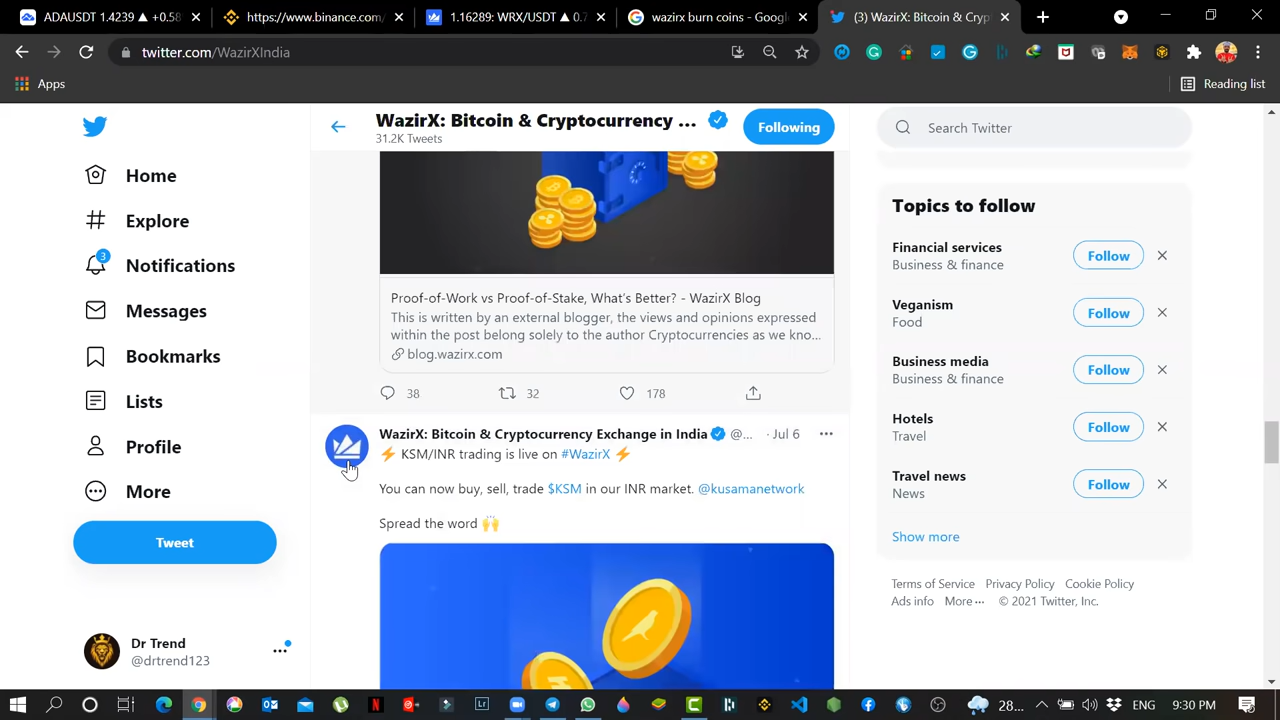 ADAUSDT 1.4239 ▲ +0.58
https://www.binance.com/
1.16289: WRX/USDT ▲ 0.7
wazirx burn coins - Google
(3) WazirX: Bitcoin & Cryp
twitter.com/WazirXIndia
Apps
Reading list
WazirX: Bitcoin & Cryptocurrency ...
31.2K Tweets
Following
Search Twitter
Home
Explore
3
Notifications
Messages
Bookmarks
Lists
Profile
More
Tweet
Dr Trend
@drtrend123
Proof-of-Work vs Proof-of-Stake, What's Better? - WazirX Blog
This is written by an external blogger, the views and opinions expressed
within the post belong solely to the author Cryptocurrencies as we kno...
blog.wazirx.com
38 32 178
WazirX: Bitcoin & Cryptocurrency Exchange in India @... · Jul 6
⚡ KSM/INR trading is live on #WazirX ⚡
You can now buy, sell, trade $KSM in our INR market. @kusamanetwork
Spread the word 🙌
Topics to follow
Financial services
Business & finance
Follow
Veganism
Food
Follow
Business media
Business & finance
Follow
Hotels
Travel
Follow
Travel news
News
Follow
Show more
Terms of Service Privacy Policy Cookie Policy
Ads info More ··· © 2021 Twitter, Inc.
28...
ENG
9:30 PM